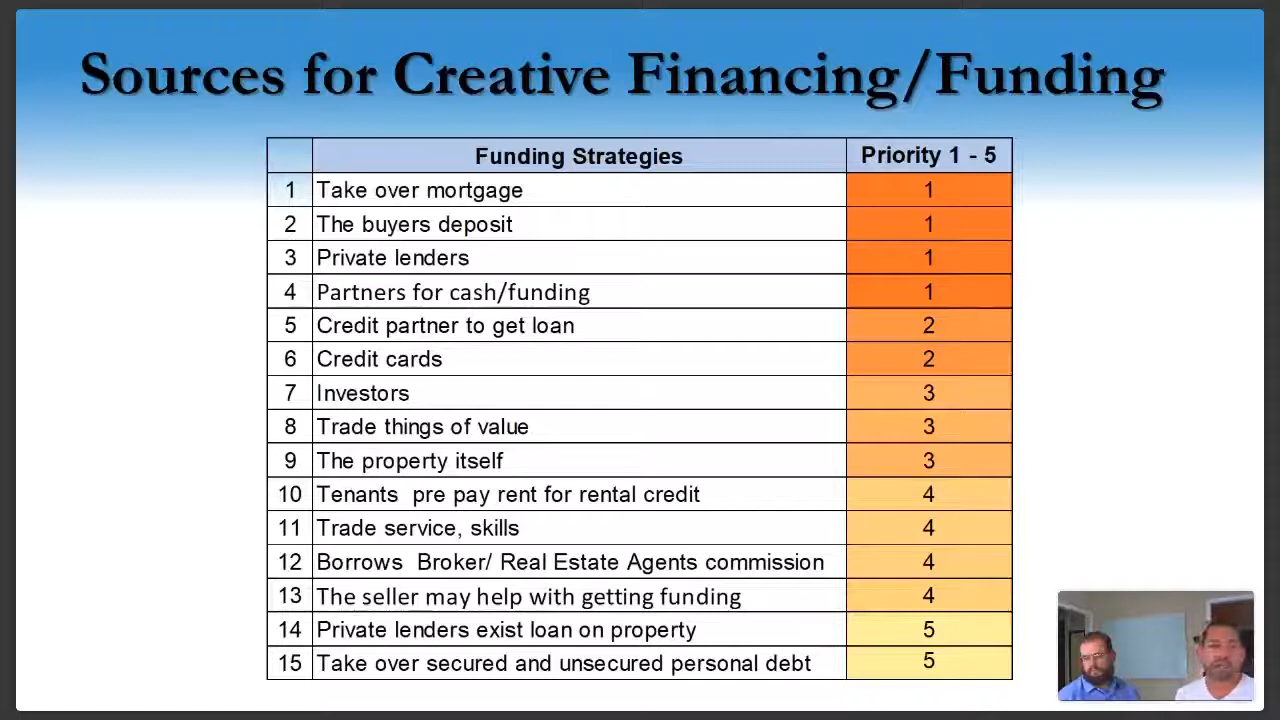 Sources for Creative Financing/Funding
Funding Strategies Priority 1 - 5
1 Take over mortgage 1
2 The buyers deposit 1
3 Private lenders 1
4 Partners for cash/funding 1
5 Credit partner to get loan 2
6 Credit cards 2
7 Investors 3
8 Trade things of value 3
9 The property itself 3
10 Tenants  pre pay rent for rental credit 4
11 Trade service, skills 4
12 Borrows  Broker/ Real Estate Agents commission 4
13 The seller may help with getting funding 4
14 Private lenders exist loan on property 5
15 Take over secured and unsecured personal debt 5